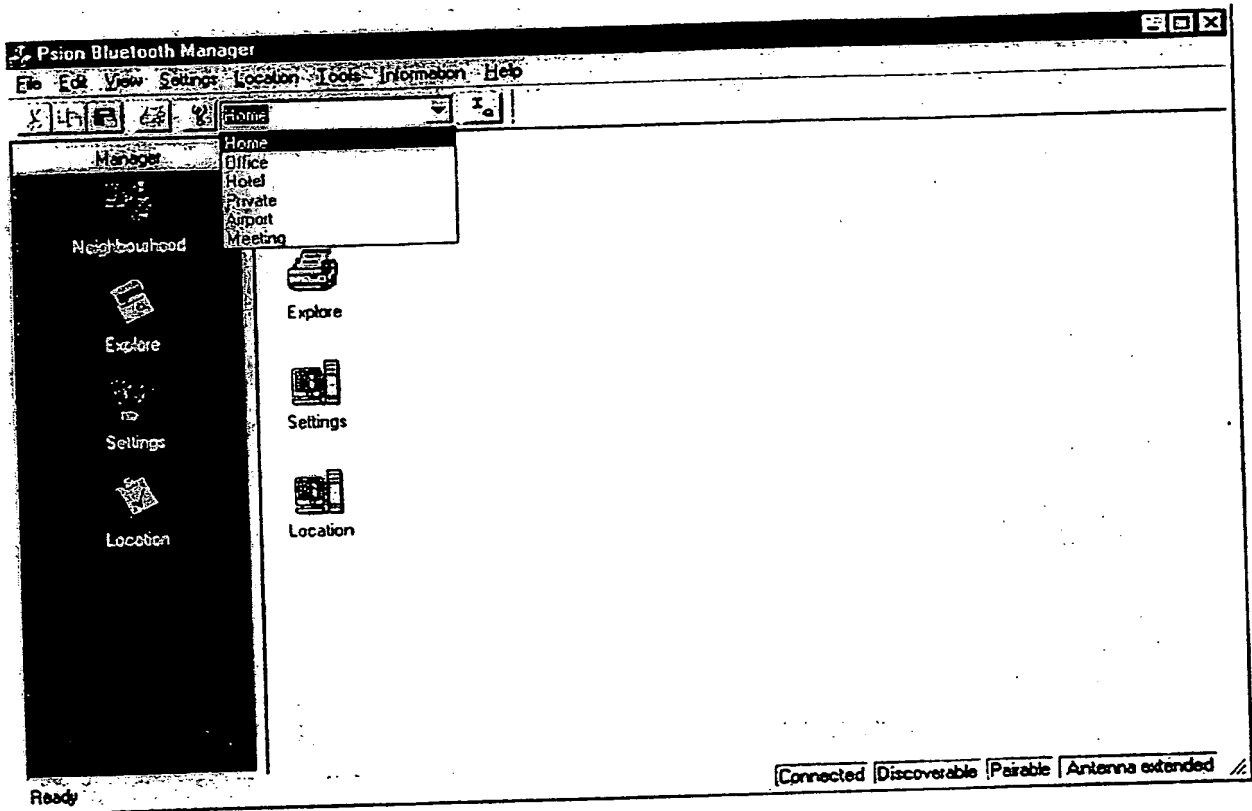 Psion Bluetooth Manager
File Edit View Settings Location Tools Information Help
Home
Home
Office
Hotel
Private
Airport
Meeting
Manager
Neighbourhood
Explore
Settings
Location
Explore
Settings
Location
Ready
Connected Discoverable Pairable Antenna extended